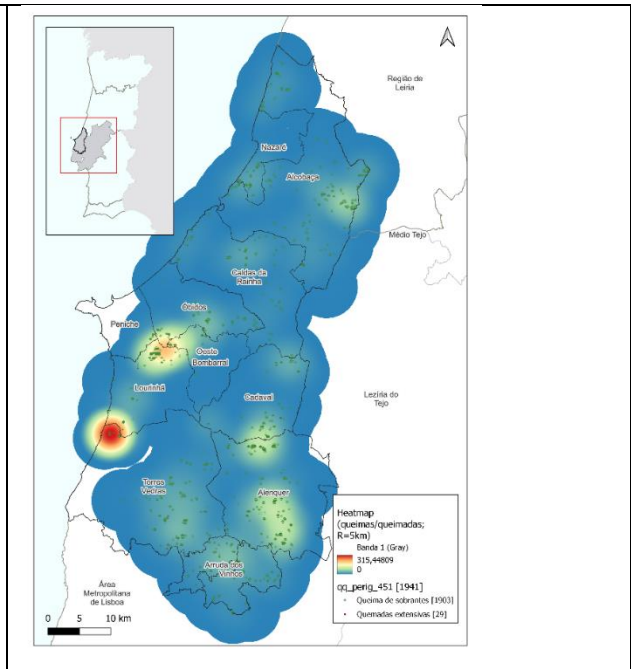 Região de
Leiria
Nazaré
Alcobaça
Médio Tejo
Caldas da
Rainha
Óbidos
Peniche
Oeste
Bombarral
Lourinhã
Cadaval
Lezíria do
Tejo
Torres
Vedras
Alenquer
Arruda dos
Vinhos
Área
Metropolitana
de Lisboa
0 5 10 km
Heatmap
(queimas/queimadas;
R=5km)
Banda 1 (Gray)
315,44809
0
qq_perig_451 [1941]
Queima de sobrantes [1903]
Quemadas extensivas [29]